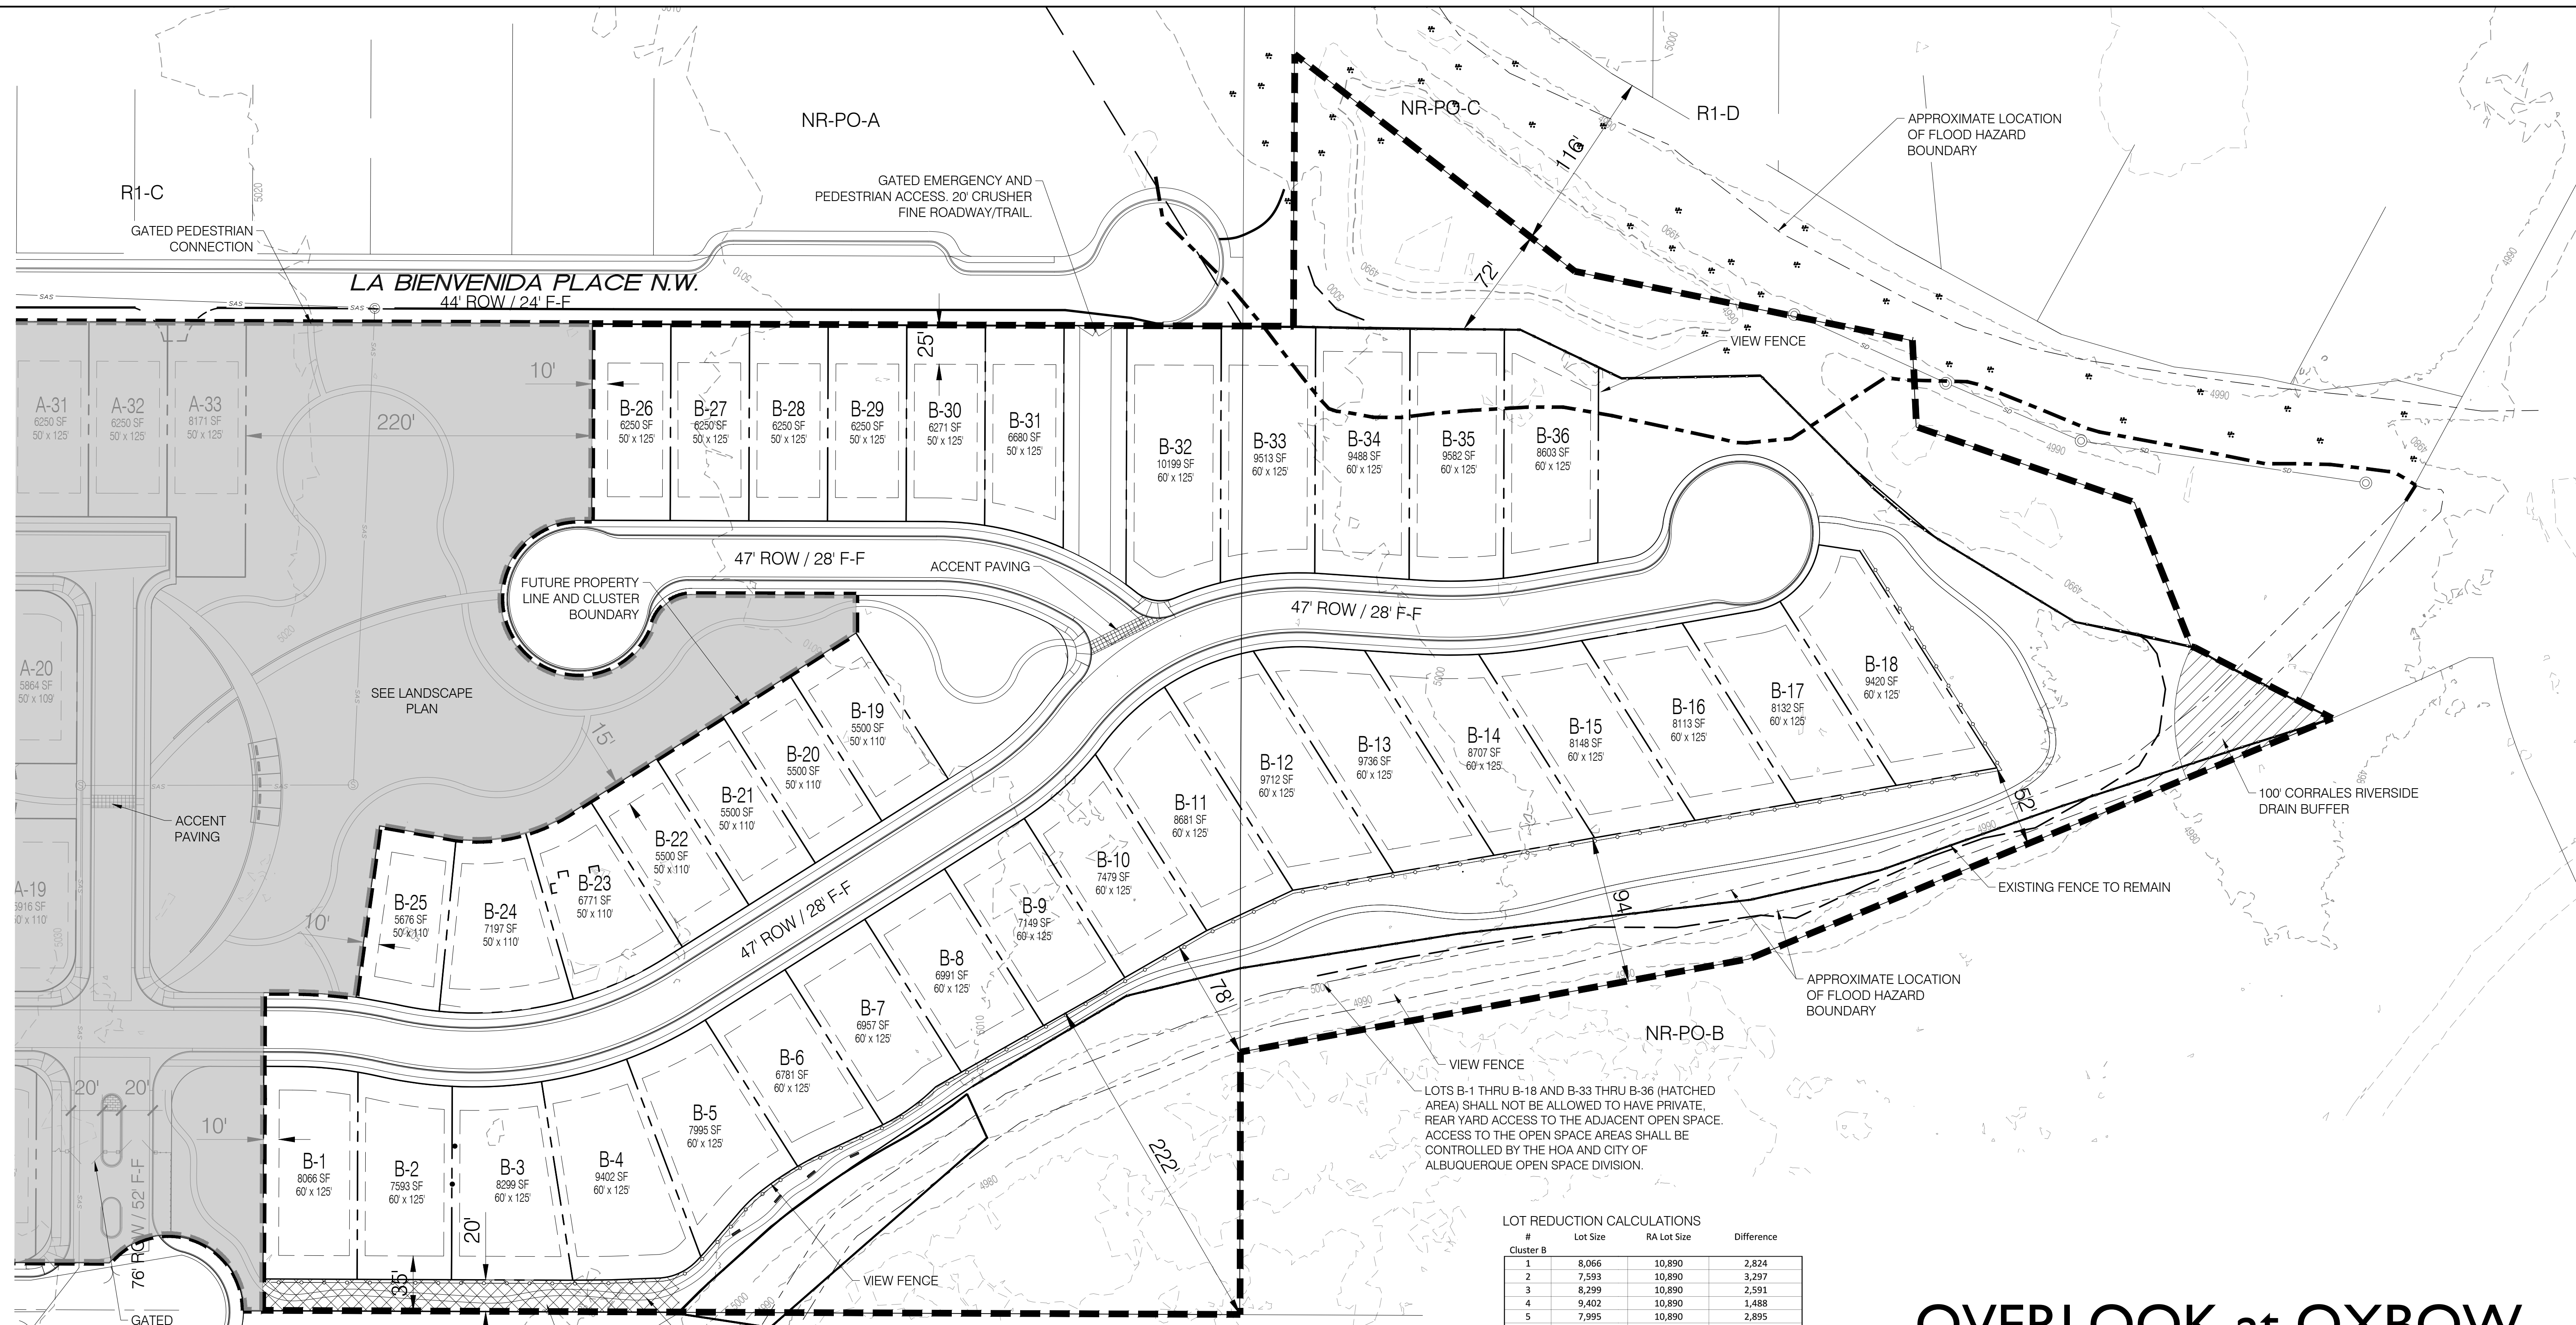 NR-PO-A
NR-PO-C
R1-D
R1-C
APPROXIMATE LOCATION
OF FLOOD HAZARD
BOUNDARY
116'
72'
GATED EMERGENCY AND
PEDESTRIAN ACCESS. 20' CRUSHER
FINE ROADWAY/TRAIL.
GATED PEDESTRIAN
CONNECTION
LA BIENVENIDA PLACE N.W.
44' ROW / 24' F-F
VIEW FENCE
25'
10'
220'
A-31
6250 SF
50' x 125'
A-32
6250 SF
50' x 125'
A-33
8171 SF
50' x 125'
B-26
6250 SF
50' x 125'
B-27
6250 SF
50' x 125'
B-28
6250 SF
50' x 125'
B-29
6250 SF
50' x 125'
B-30
6271 SF
50' x 125'
B-31
6680 SF
50' x 125'
B-32
10199 SF
60' x 125'
B-33
9513 SF
60' x 125'
B-34
9488 SF
60' x 125'
B-35
9582 SF
60' x 125'
B-36
8603 SF
60' x 125'
47' ROW / 28' F-F
ACCENT PAVING
FUTURE PROPERTY
LINE AND CLUSTER
BOUNDARY
47' ROW / 28' F-F
A-20
5864 SF
50' x 109'
SEE LANDSCAPE
PLAN
15'
B-19
5500 SF
50' x 110'
B-20
5500 SF
50' x 110'
B-21
5500 SF
50' x 110'
B-22
5500 SF
50' x 110'
B-23
6771 SF
50' x 110'
B-24
7197 SF
50' x 110'
B-25
5676 SF
50' x 110'
B-18
9420 SF
60' x 125'
B-17
8132 SF
60' x 125'
B-16
8113 SF
60' x 125'
B-15
8148 SF
60' x 125'
B-14
8707 SF
60' x 125'
B-13
9736 SF
60' x 125'
B-12
9712 SF
60' x 125'
B-11
8681 SF
60' x 125'
B-10
7479 SF
60' x 125'
B-9
7149 SF
60' x 125'
B-8
6991 SF
60' x 125'
B-7
6957 SF
60' x 125'
B-6
6781 SF
60' x 125'
B-5
7995 SF
60' x 125'
B-4
9402 SF
60' x 125'
B-3
8299 SF
60' x 125'
B-2
7593 SF
60' x 125'
B-1
8066 SF
60' x 125'
ACCENT
PAVING
A-19
10'
47' ROW / 28' F-F
52'
94'
78'
222'
100' CORRALES RIVERSIDE
DRAIN BUFFER
EXISTING FENCE TO REMAIN
APPROXIMATE LOCATION
OF FLOOD HAZARD
BOUNDARY
NR-PO-B
VIEW FENCE
LOTS B-1 THRU B-18 AND B-33 THRU B-36 (HATCHED
AREA) SHALL NOT BE ALLOWED TO HAVE PRIVATE,
REAR YARD ACCESS TO THE ADJACENT OPEN SPACE.
ACCESS TO THE OPEN SPACE AREAS SHALL BE
CONTROLLED BY THE HOA AND CITY OF
ALBUQUERQUE OPEN SPACE DIVISION.
20' 20'
10'
76' ROW / 52' F-F
20'
35'
VIEW FENCE
GATED
LOT REDUCTION CALCULATIONS
# Lot Size RA Lot Size Difference
Cluster B
1 8,066 10,890 2,824
2 7,593 10,890 3,297
3 8,299 10,890 2,591
4 9,402 10,890 1,488
5 7,995 10,890 2,895
OVERLOOK at OXBOW